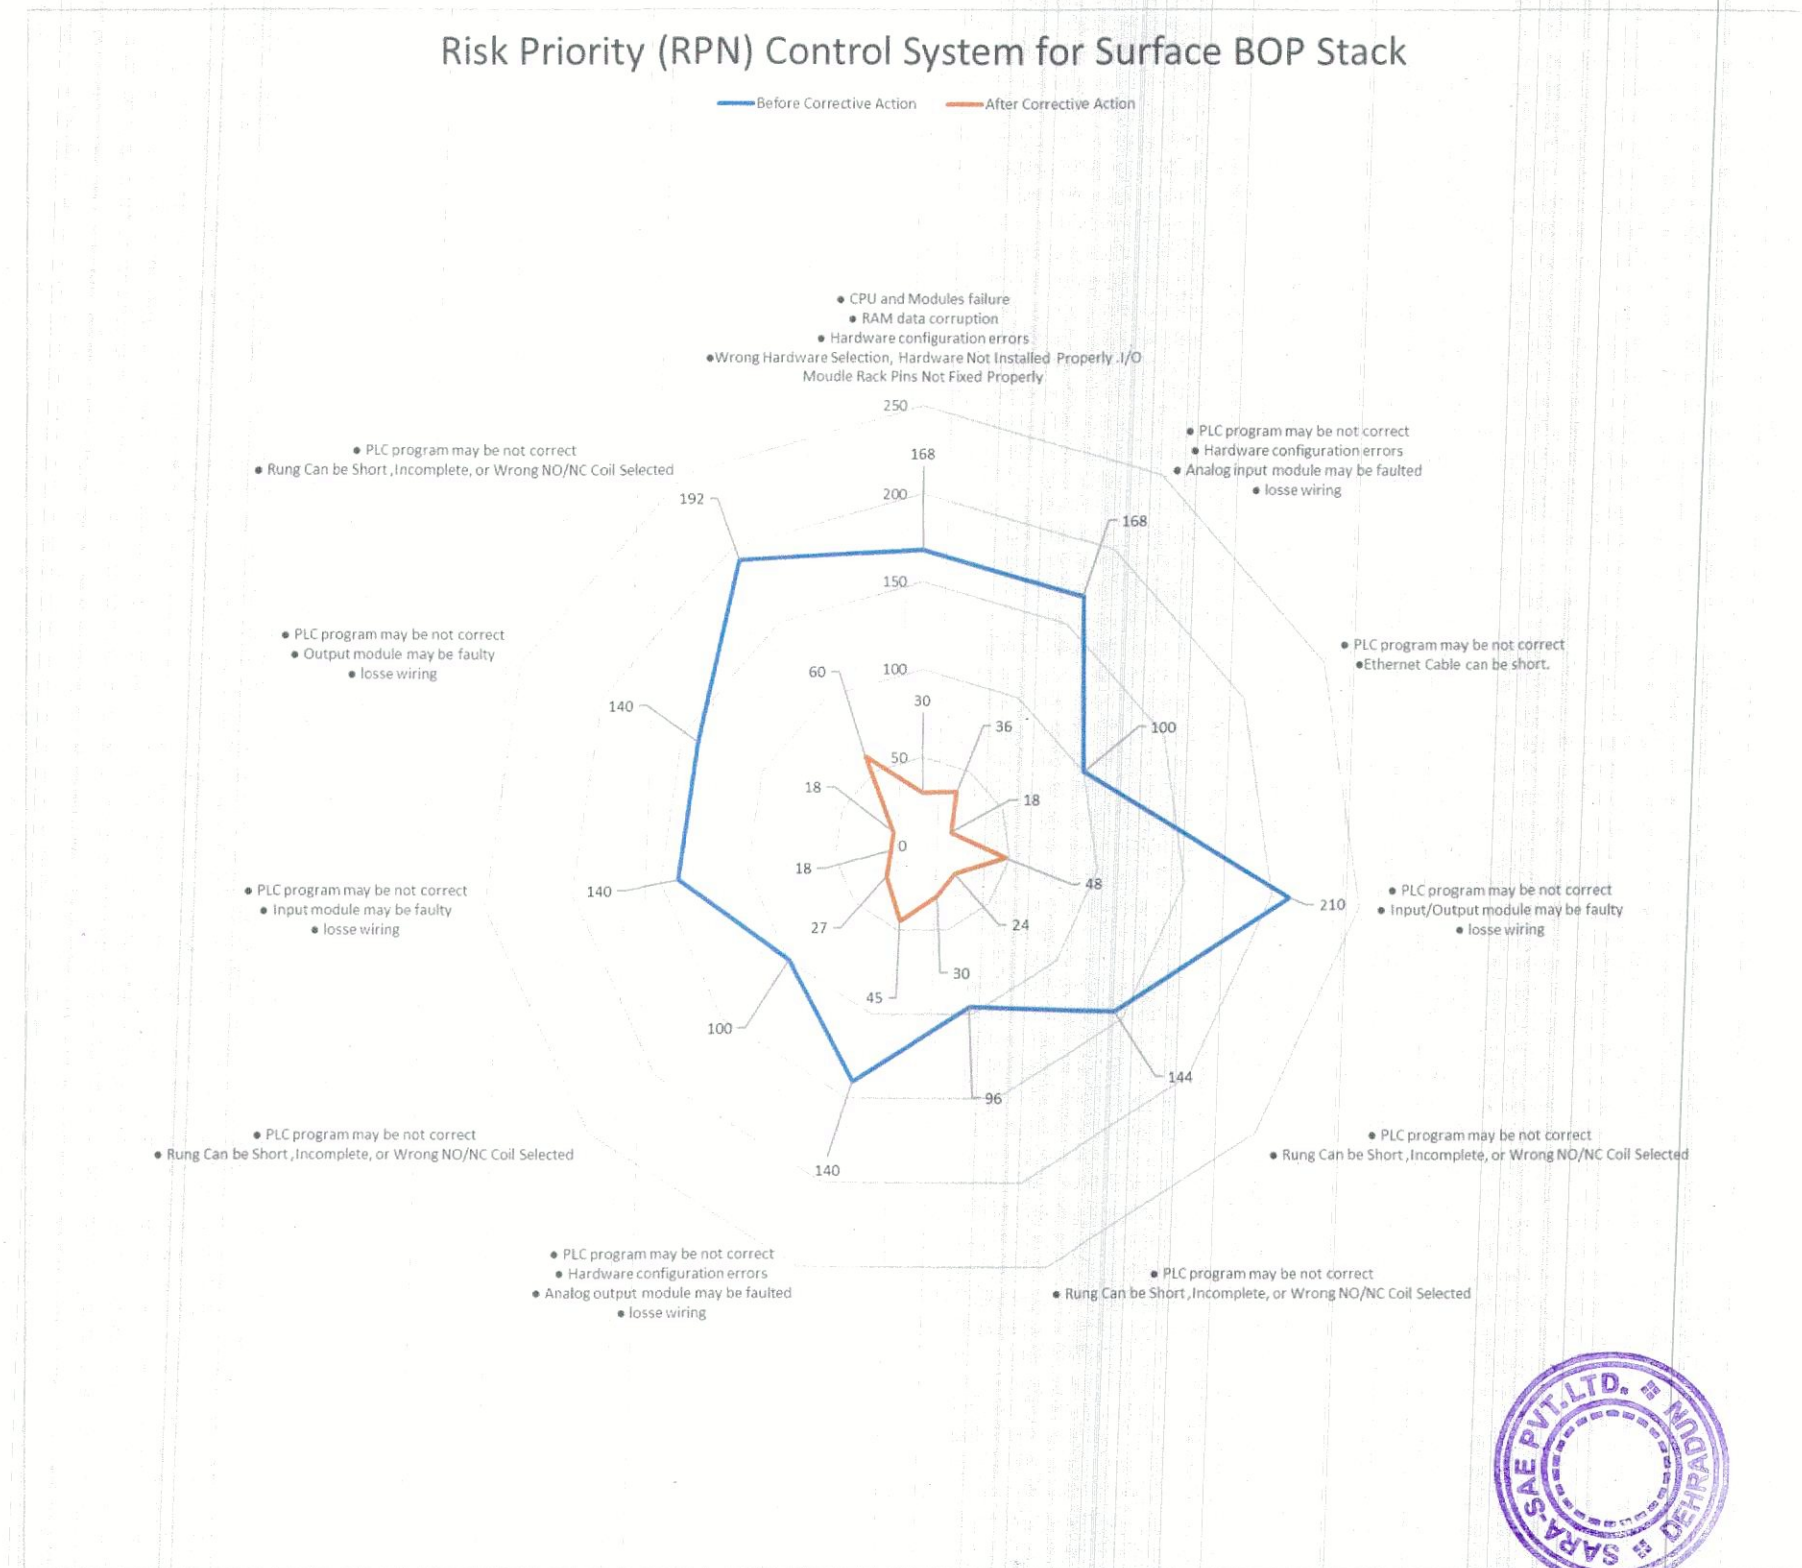 Risk Priority (RPN) Control System for Surface BOP Stack
Before Corrective Action
After Corrective Action
● CPU and Modules failure
● RAM data corruption
● Hardware configuration errors
●Wrong Hardware Selection, Hardware Not Installed Properly .I/O
Moudle Rack Pins Not Fixed Properly
250
200
150
100
50
0
168
● PLC program may be not correct
● Hardware configuration errors
● Analog input module may be faulted
● losse wiring
168
● PLC program may be not correct
●Ethernet Cable can be short.
100
● PLC program may be not correct
● Input/Output module may be faulty
● losse wiring
210
● PLC program may be not correct
● Rung Can be Short ,Incomplete, or Wrong NO/NC Coil Selected
144
● PLC program may be not correct
● Rung Can be Short ,Incomplete, or Wrong NO/NC Coil Selected
96
● PLC program may be not correct
● Hardware configuration errors
● Analog output module may be faulted
● losse wiring
140
● PLC program may be not correct
● Rung Can be Short ,Incomplete, or Wrong NO/NC Coil Selected
100
● PLC program may be not correct
● Input module may be faulty
● losse wiring
140
● PLC program may be not correct
● Output module may be faulty
● losse wiring
140
● PLC program may be not correct
● Rung Can be Short ,Incomplete, or Wrong NO/NC Coil Selected
192
30
36
18
48
24
30
45
27
18
18
60
SARA-SAE PVT.LTD.
DEHRADUN